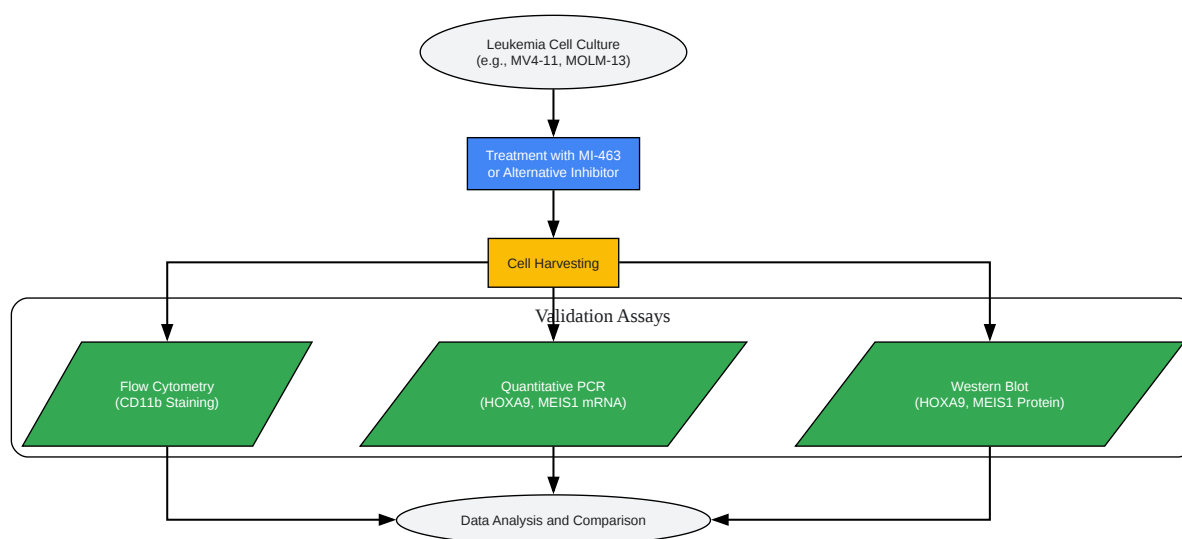 Leukemia Cell Culture
(e.g., MV4-11, MOLM-13)
Treatment with MI-463
or Alternative Inhibitor
Cell Harvesting
Validation Assays
Flow Cytometry
(CD11b Staining)
Quantitative PCR
(HOXA9, MEIS1 mRNA)
Western Blot
(HOXA9, MEIS1 Protein)
Data Analysis and Comparison